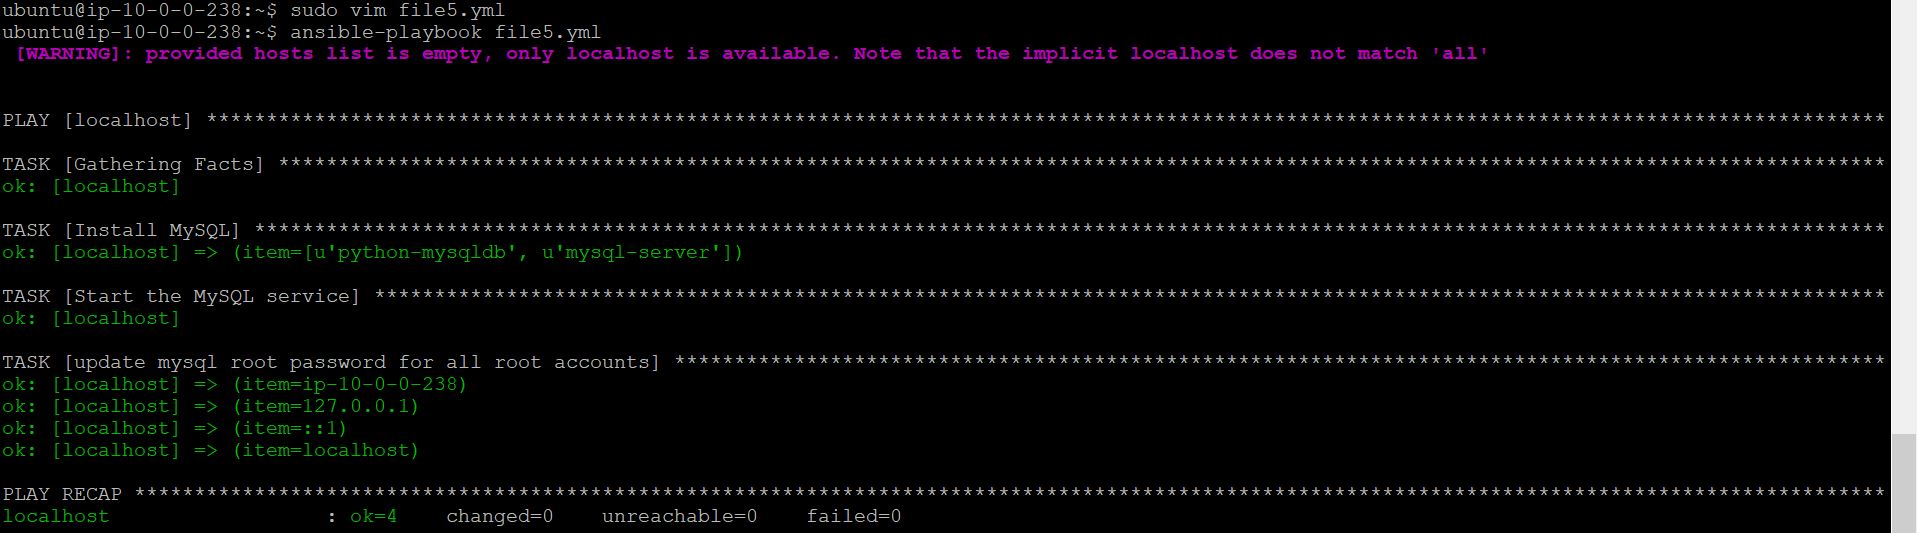 ubuntu@ip-10-0-0-238:~$ sudo vim file5.yml
ubuntu@ip-10-0-0-238:~$ ansible-playbook file5.yml
 [WARNING]: provided hosts list is empty, only localhost is available. Note that the implicit localhost does not match 'all'
PLAY [localhost] ********************************************************************************************************************************************
TASK [Gathering Facts] **************************************************************************************************************************************
ok: [localhost]
TASK [Install MySQL] ****************************************************************************************************************************************
ok: [localhost] => (item=[u'python-mysqldb', u'mysql-server'])
TASK [Start the MySQL service] ******************************************************************************************************************************
ok: [localhost]
TASK [update mysql root password for all root accounts] *****************************************************************************************************
ok: [localhost] => (item=ip-10-0-0-238)
ok: [localhost] => (item=127.0.0.1)
ok: [localhost] => (item=::1)
ok: [localhost] => (item=localhost)
PLAY RECAP **************************************************************************************************************************************************
localhost                  : ok=4    changed=0    unreachable=0    failed=0